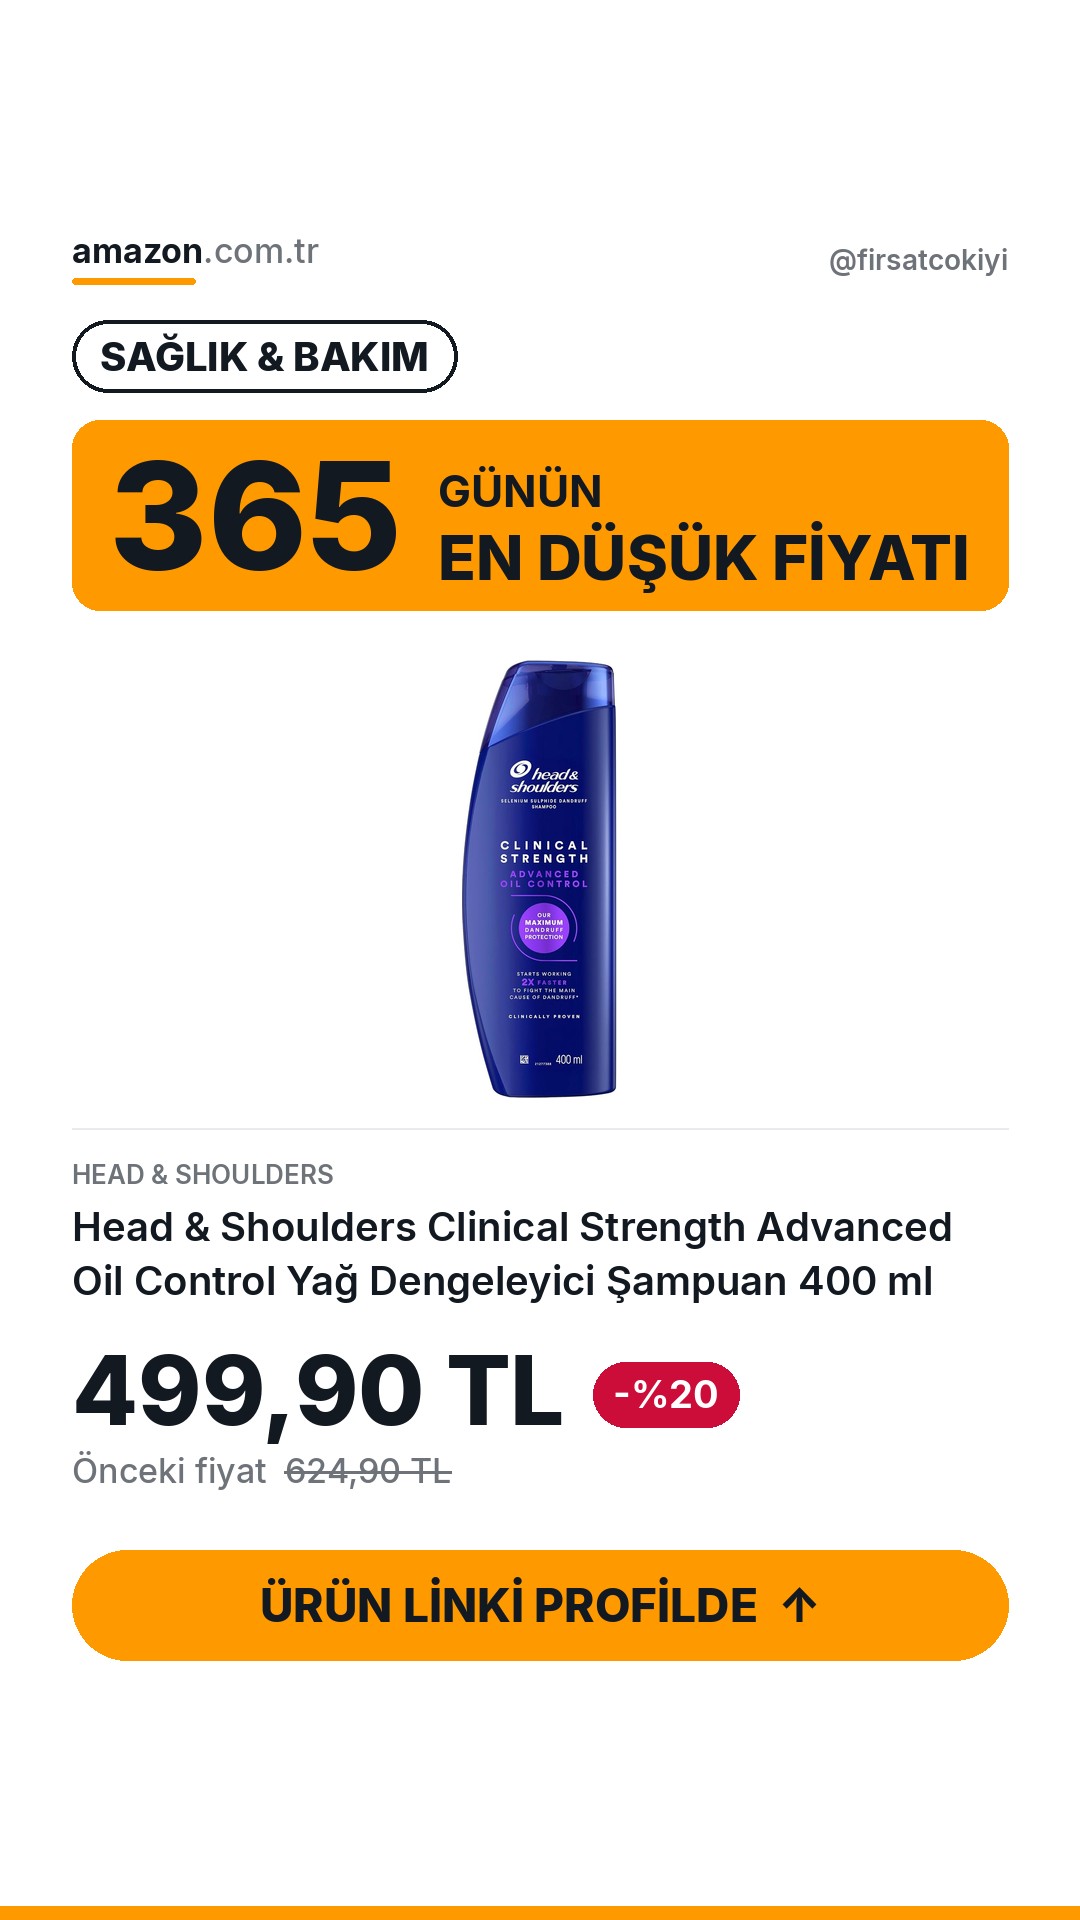 amazon.com.tr
@firsatcokiyi
SAĞLIK & BAKIM
365
GÜNÜN
EN DÜŞÜK FİYATI
head&
shoulders
SELENIUM SULPHIDE DANDRUFF
SHAMPOO
CLINICAL
STRENGTH
ADVANCED
OIL CONTROL
OUR
MAXIMUM
DANDRUFF
PROTECTION
STARTS WORKING
2X FASTER
TO FIGHT THE MAIN
CAUSE OF DANDRUFF*
CLINICALLY PROVEN
400 ml
HEAD & SHOULDERS
Head & Shoulders Clinical Strength Advanced
Oil Control Yağ Dengeleyici Şampuan 400 ml
499,90 TL -%20
Önceki fiyat 624,90 TL
ÜRÜN LİNKİ PROFİLDE ↑